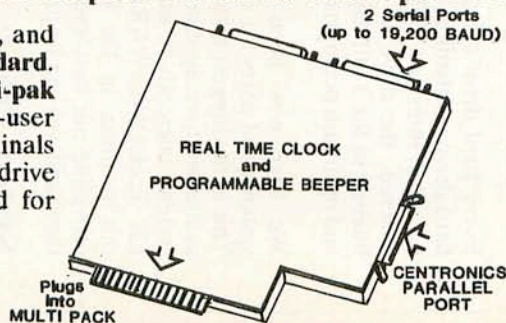 , and
dard.
i-pak
-user
inals
drive
d for
2 Serial Ports
(up to 19,200 BAUD)
REAL TIME CLOCK
and
PROGRAMMABLE BEEPER
Plugs
Into
MULTI PACK
CENTRONICS
PARALLEL
PORT